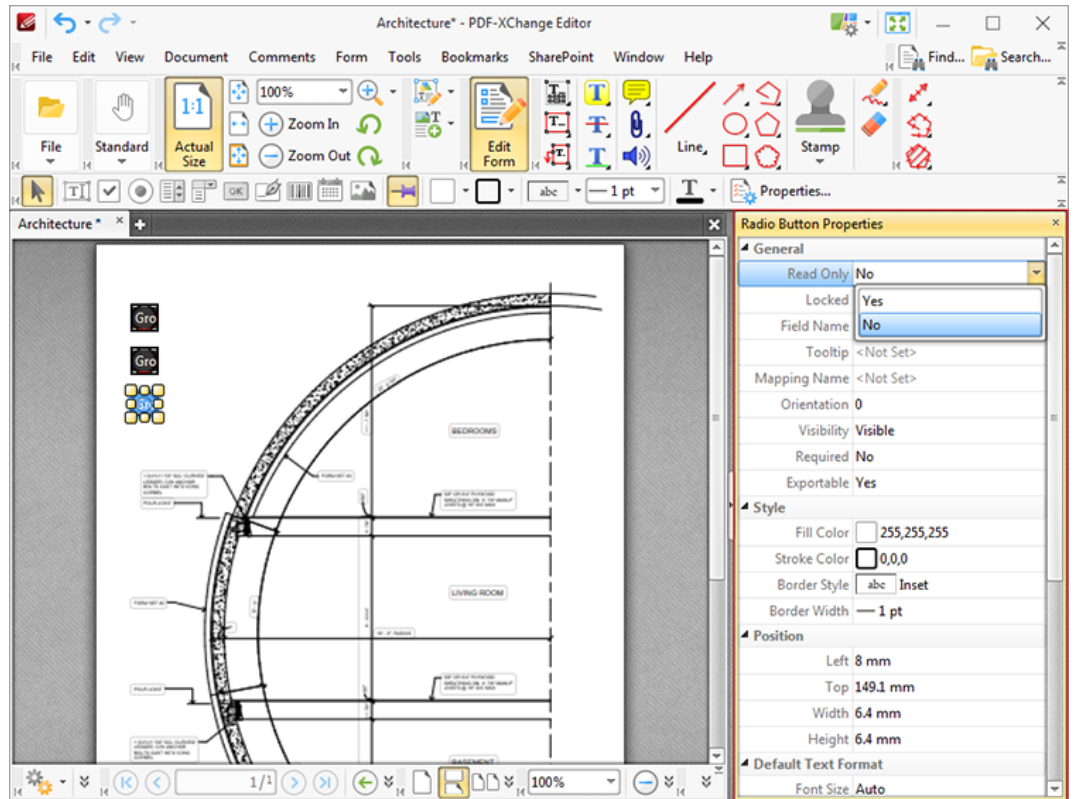 Architecture* - PDF-XChange Editor
File Edit View Document Comments Form Tools Bookmarks SharePoint Window Help
Find... Search...
100%
1:1
Zoom In
File Standard Actual Size Zoom Out Edit Form Line Stamp
OK abc 1 pt T Properties...
Architecture *
Radio Button Properties
General
Read Only No
Yes
No
Locked
Field Name
Tooltip <Not Set>
Mapping Name <Not Set>
Orientation 0
Visibility Visible
Required No
Exportable Yes
Style
Fill Color 255,255,255
Stroke Color 0,0,0
Border Style abc Inset
Border Width 1 pt
Position
Left 8 mm
Top 149.1 mm
Width 6.4 mm
Height 6.4 mm
Default Text Format
Font Size Auto
Gro
Gro
BEDROOMS
LIVING ROOM
BASEMENT
1/1
100%